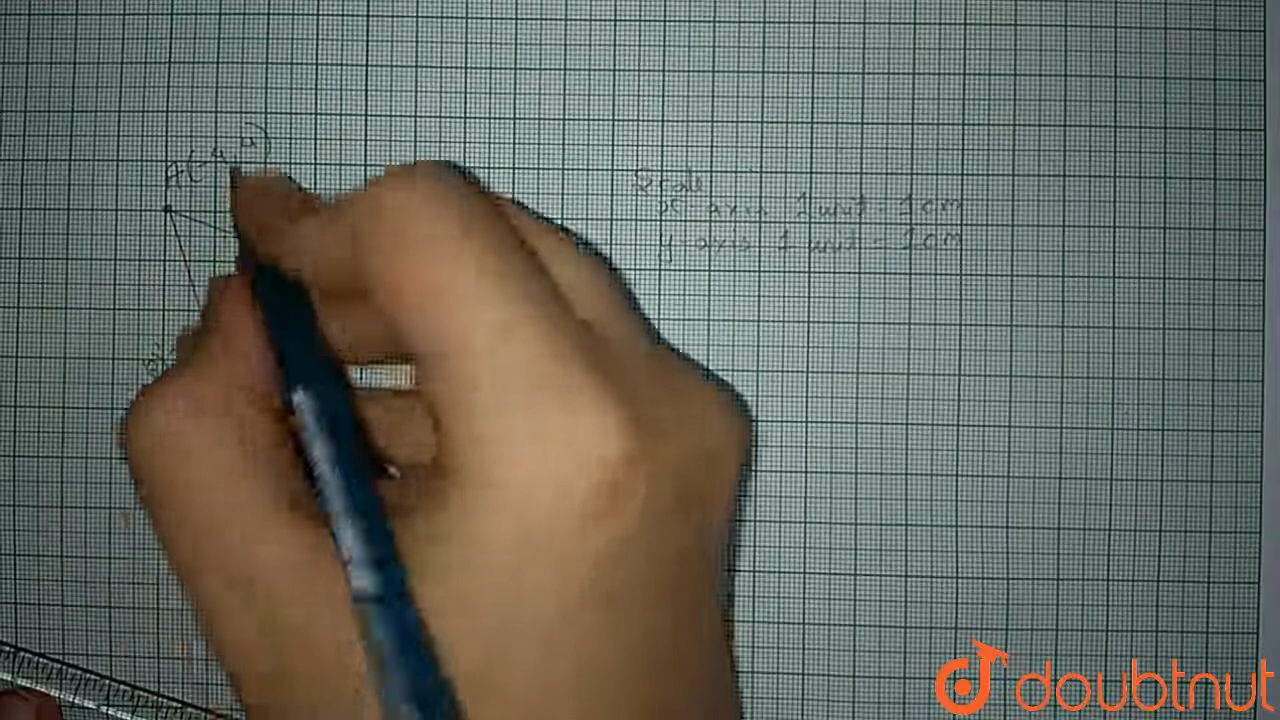 A(-4, 4)
Scale
x-axis 1 unit = 1cm
y-axis 1 unit = 1cm
doubtnut